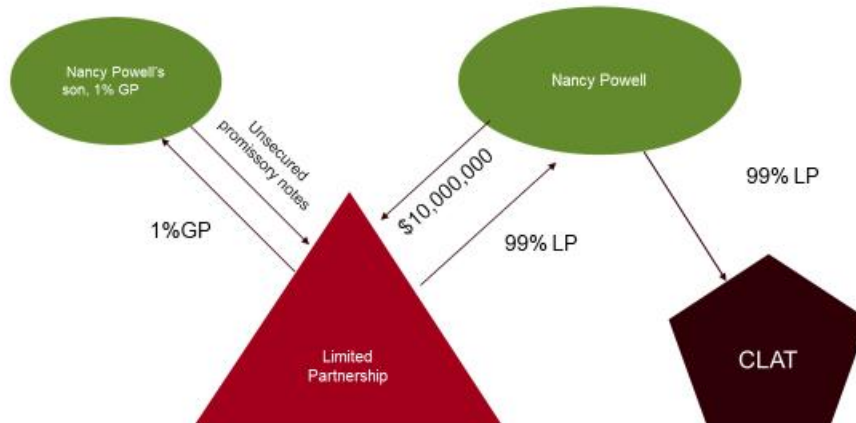 Nancy Powell's
son, 1% GP
Nancy Powell
Unsecured
promissory notes
$10,000,000
99% LP
1%GP
99% LP
Limited
Partnership
CLAT